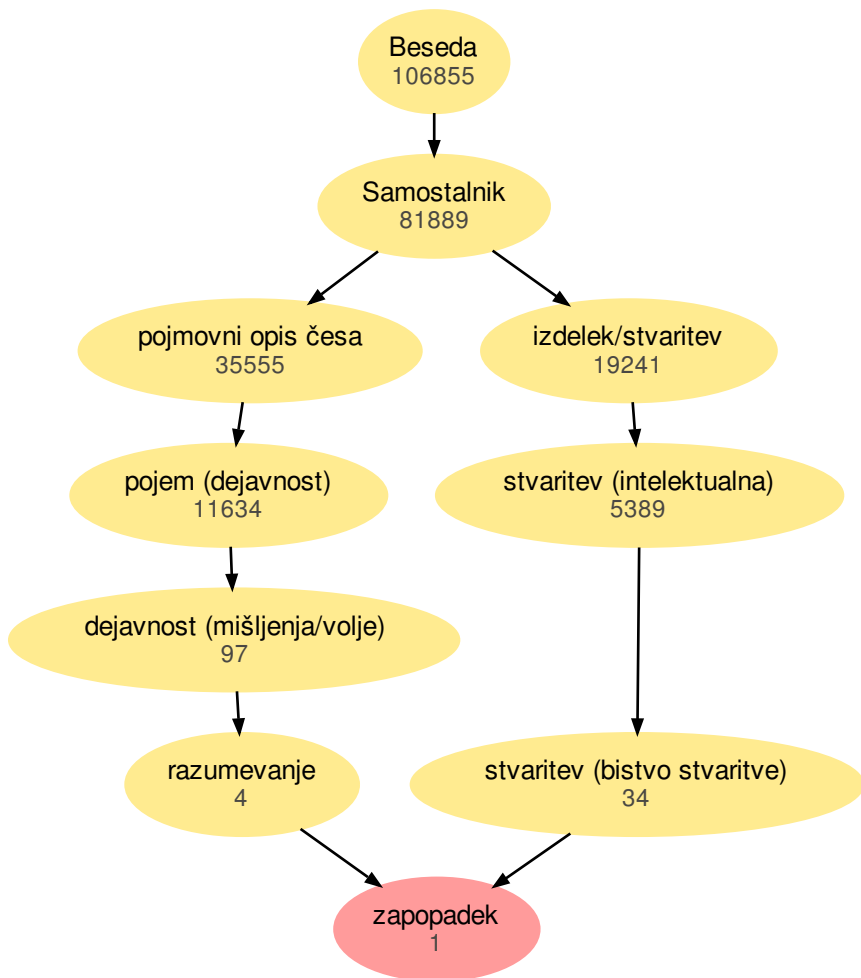 Beseda
106855
Samostalnik
81889
pojmovni opis česa
35555
izdelek/stvaritev
19241
pojem (dejavnost)
11634
stvaritev (intelektualna)
5389
dejavnost (mišljenja/volje)
97
razumevanje
4
stvaritev (bistvo stvaritve)
34
zapopadek
1